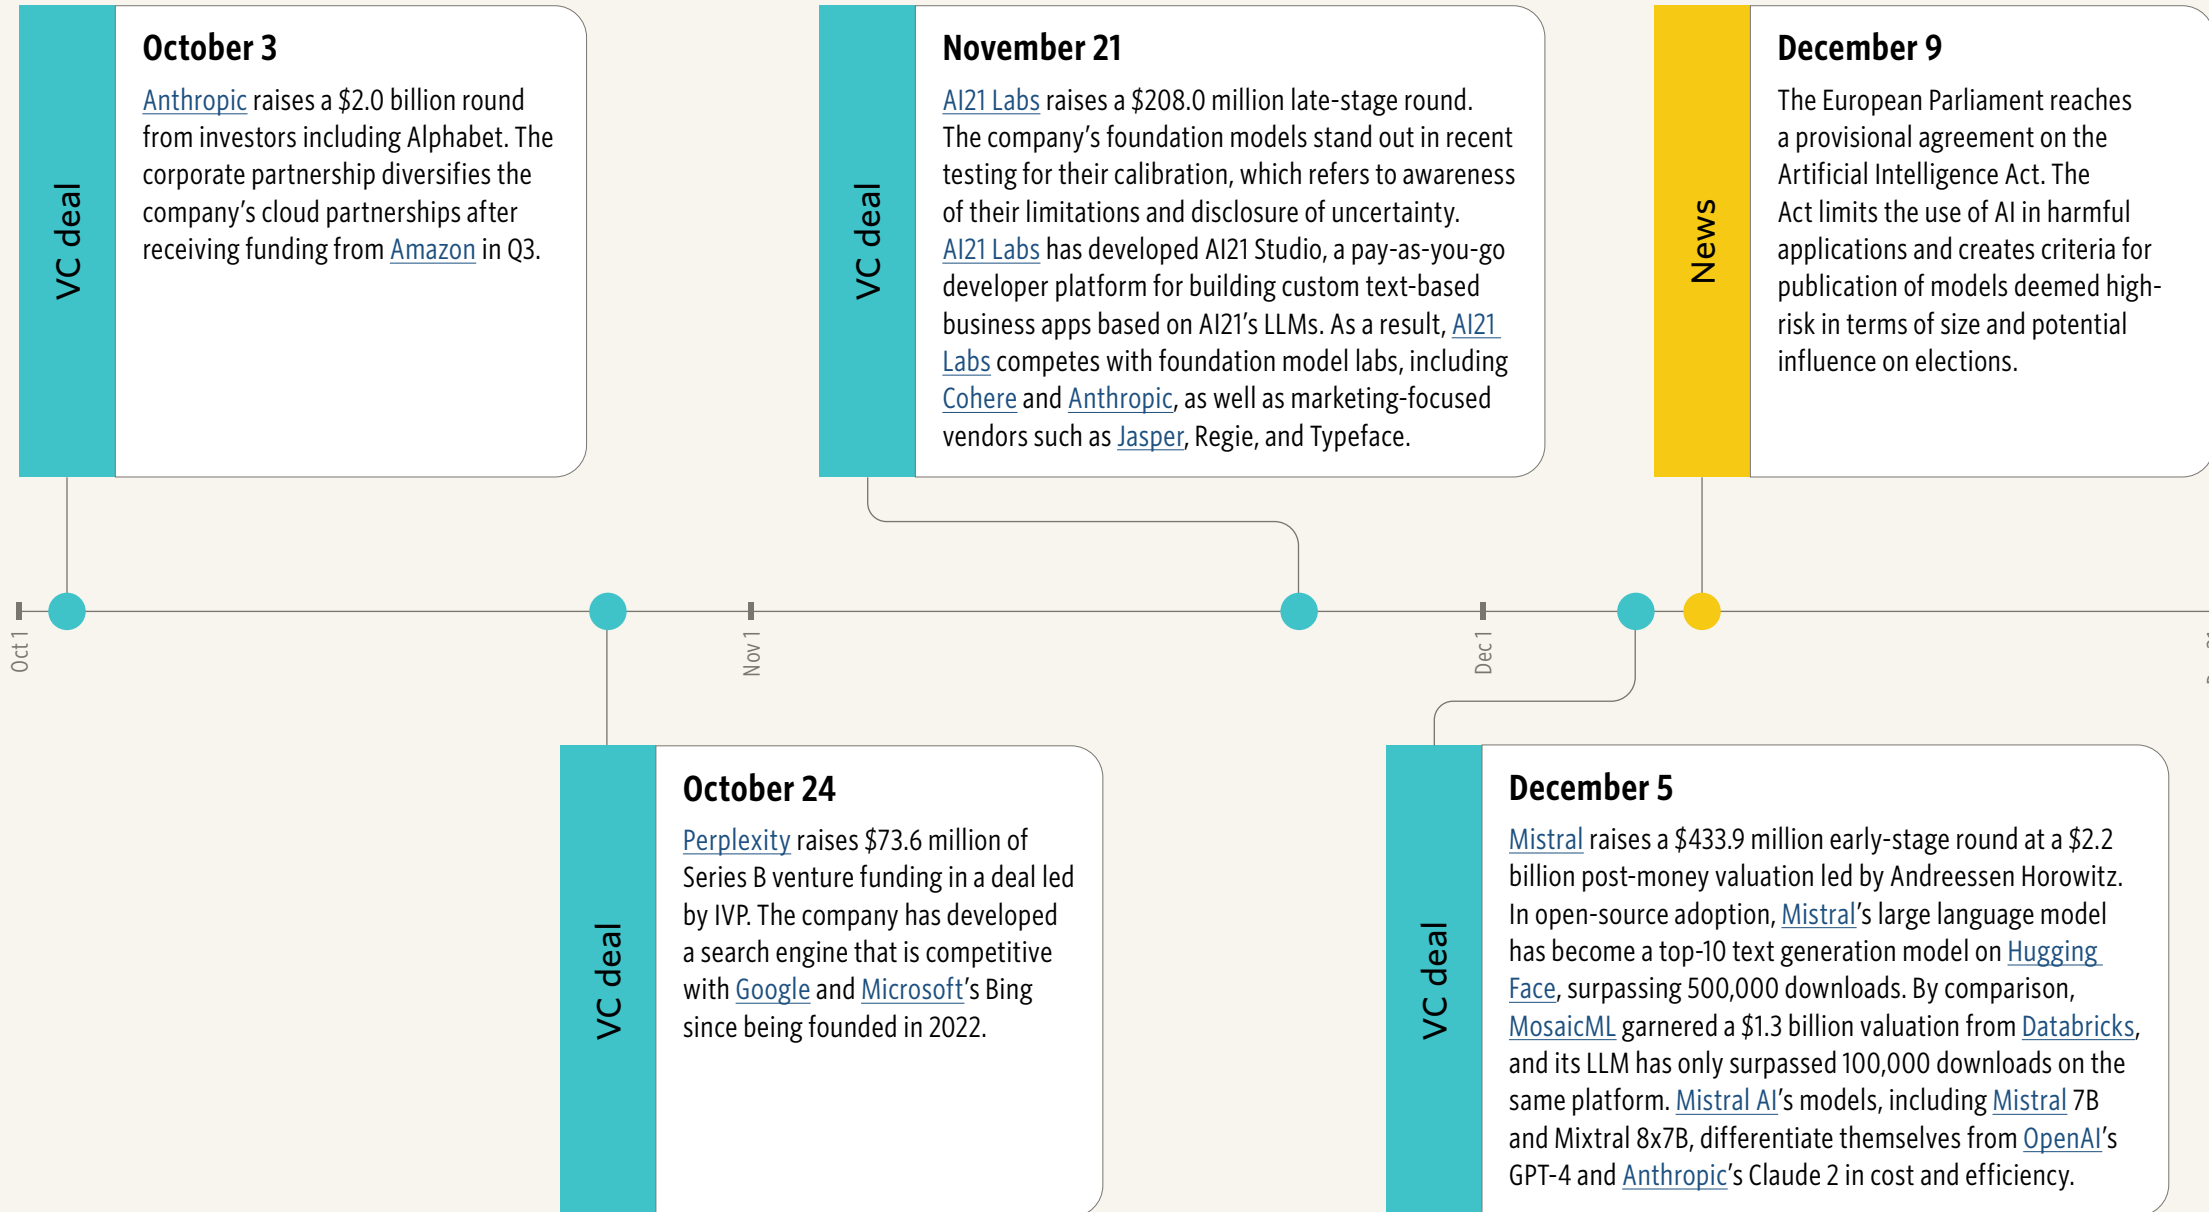 VC deal
October 3
Anthropic raises a $2.0 billion round
from investors including Alphabet. The
corporate partnership diversifies the
company's cloud partnerships after
receiving funding from Amazon in Q3.
VC deal
November 21
AI21 Labs raises a $208.0 million late-stage round.
The company's foundation models stand out in recent
testing for their calibration, which refers to awareness
of their limitations and disclosure of uncertainty.
AI21 Labs has developed AI21 Studio, a pay-as-you-go
developer platform for building custom text-based
business apps based on AI21's LLMs. As a result, AI21
Labs competes with foundation model labs, including
Cohere and Anthropic, as well as marketing-focused
vendors such as Jasper, Regie, and Typeface.
News
December 9
The European Parliament reaches
a provisional agreement on the
Artificial Intelligence Act. The
Act limits the use of AI in harmful
applications and creates criteria for
publication of models deemed high-
risk in terms of size and potential
influence on elections.
Oct 1
Nov 1
Dec 1
VC deal
October 24
Perplexity raises $73.6 million of
Series B venture funding in a deal led
by IVP. The company has developed
a search engine that is competitive
with Google and Microsoft's Bing
since being founded in 2022.
VC deal
December 5
Mistral raises a $433.9 million early-stage round at a $2.2
billion post-money valuation led by Andreessen Horowitz.
In open-source adoption, Mistral's large language model
has become a top-10 text generation model on Hugging
Face, surpassing 500,000 downloads. By comparison,
MosaicML garnered a $1.3 billion valuation from Databricks,
and its LLM has only surpassed 100,000 downloads on the
same platform. Mistral AI's models, including Mistral 7B
and Mixtral 8x7B, differentiate themselves from OpenAI's
GPT-4 and Anthropic's Claude 2 in cost and efficiency.